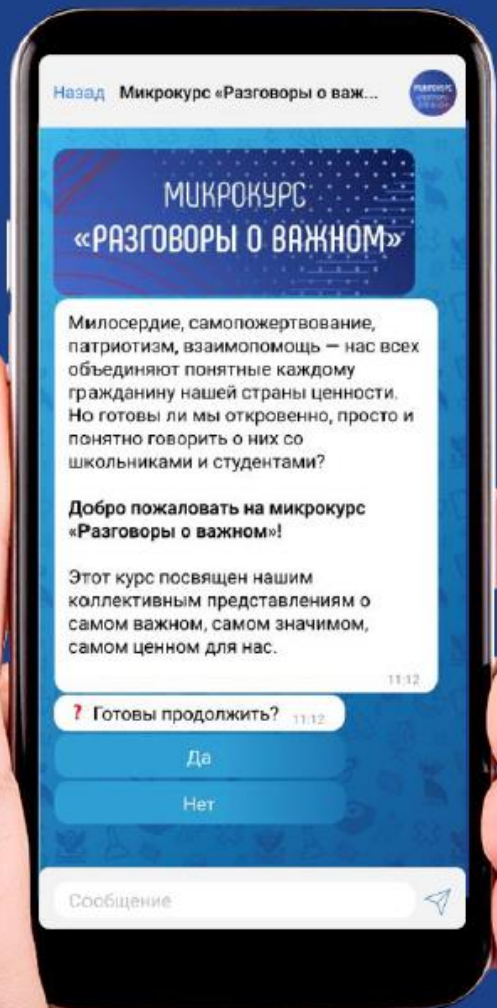 Назад Микрокурс «Разговоры оваж...
МИКРОКУРС
«РАЗГОВОРЫ О ВАЖНОМ»
Милосердие, самопожертвование,
патриотизм, взаимопомощь — нас всех
объединяют понятные каждому
гражданину нашей страны ценности.
Но готовы ли мы откровенно, просто и
понятно говорить о них со
школьниками и студентами?
Добро пожаловать на микрокурс
«Разговоры о важном»!
Этот курс посвящен нашим
коллективным представлениям о
самом важном, самом значимом,
самом ценном для нас.
11:12
? Готовы продолжить? 11:12
Да
Нет
Сообщение